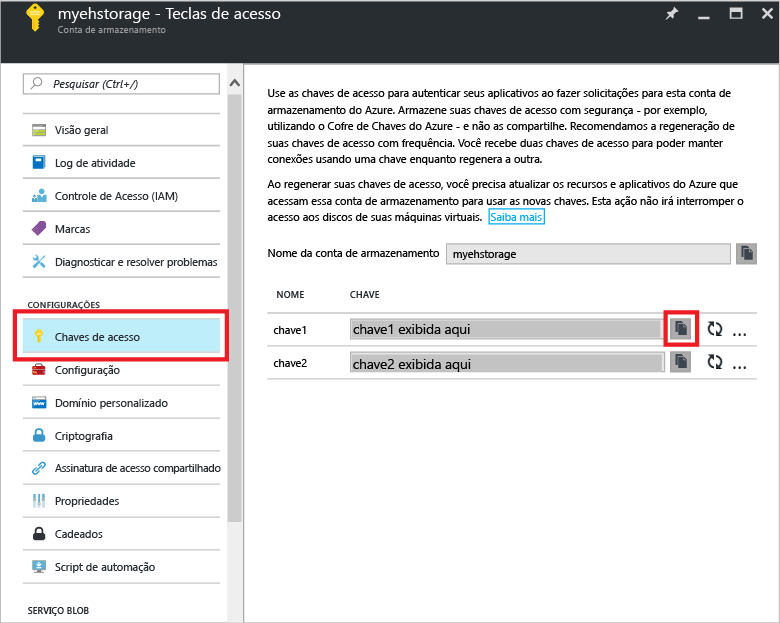 myehstorage - Teclas de acesso
Conta de armazenamento
Pesquisar (Ctrl+/)
Visão geral
Log de atividade
Controle de Acesso (IAM)
Marcas
Diagnosticar e resolver problemas
CONFIGURAÇÕES
Chaves de acesso
Configuração
Domínio personalizado
Criptografia
Assinatura de acesso compartilhado
Propriedades
Cadeados
Script de automação
SERVIÇO BLOB
Use as chaves de acesso para autenticar seus aplicativos ao fazer solicitações para esta conta de
armazenamento do Azure. Armazene suas chaves de acesso com segurança - por exemplo,
utilizando o Cofre de Chaves do Azure - e não as compartilhe. Recomendamos a regeneração de
suas chaves de acesso com frequência. Você recebe duas chaves de acesso para poder manter
conexões usando uma chave enquanto regenera a outra.
Ao regenerar suas chaves de acesso, você precisa atualizar os recursos e aplicativos do Azure que
acessam essa conta de armazenamento para usar as novas chaves. Esta ação não irá interromper o
acesso aos discos de suas máquinas virtuais. Saiba mais
Nome da conta de armazenamento myehstorage
NOME CHAVE
chave1 chave1 exibida aqui ...
chave2 chave2 exibida aqui ...